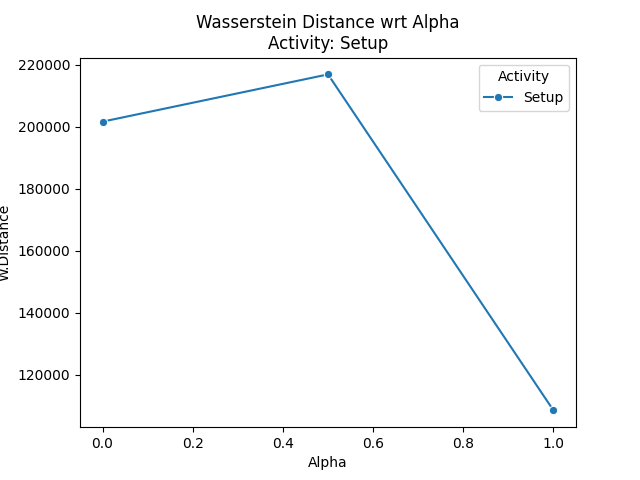 Wasserstein Distance wrt Alpha
Activity: Setup
220000
200000
180000
160000
140000
120000
W.Distance
0.0 0.2 0.4 0.6 0.8 1.0
Alpha
Activity
Setup